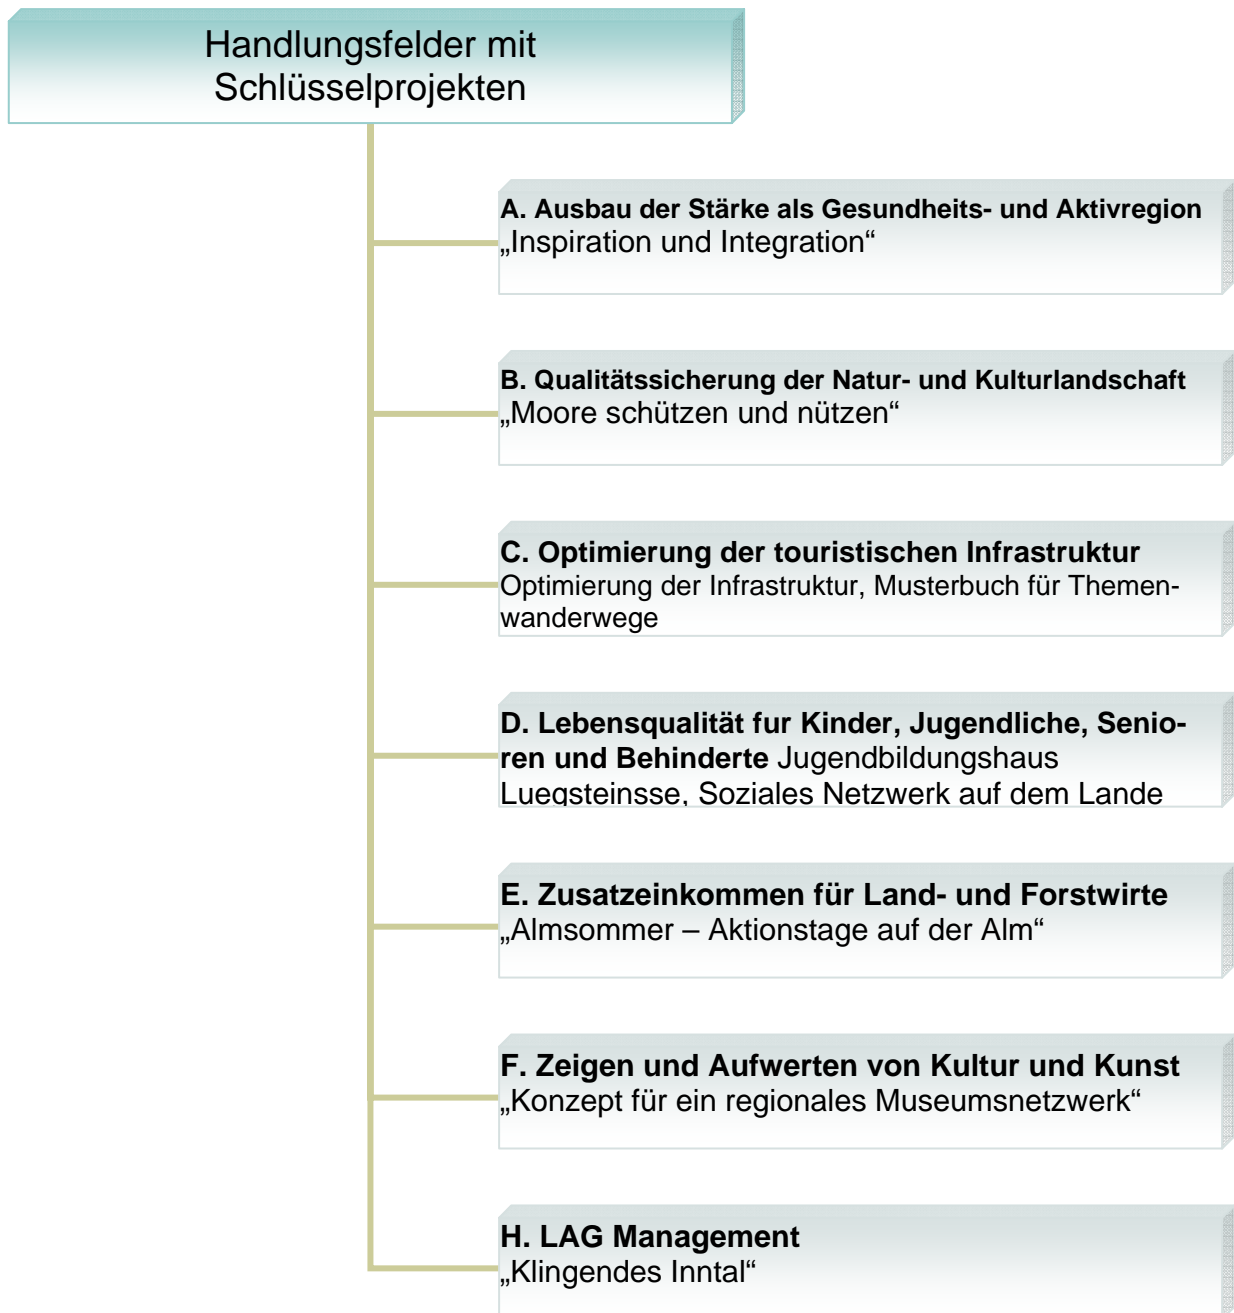 Handlungsfelder mit
Schlüsselprojekten
A. Ausbau der Stärke als Gesundheits- und Aktivregion
„Inspiration und Integration“
B. Qualitätssicherung der Natur- und Kulturlandschaft
„Moore schützen und nützen“
C. Optimierung der touristischen Infrastruktur
Optimierung der Infrastruktur, Musterbuch für Themen-
wanderwege
D. Lebensqualität fur Kinder, Jugendliche, Senio-
ren und Behinderte Jugendbildungshaus
Luegsteinsse, Soziales Netzwerk auf dem Lande
E. Zusatzeinkommen für Land- und Forstwirte
„Almsommer – Aktionstage auf der Alm“
F. Zeigen und Aufwerten von Kultur und Kunst
„Konzept für ein regionales Museumsnetzwerk“
H. LAG Management
„Klingendes Inntal“